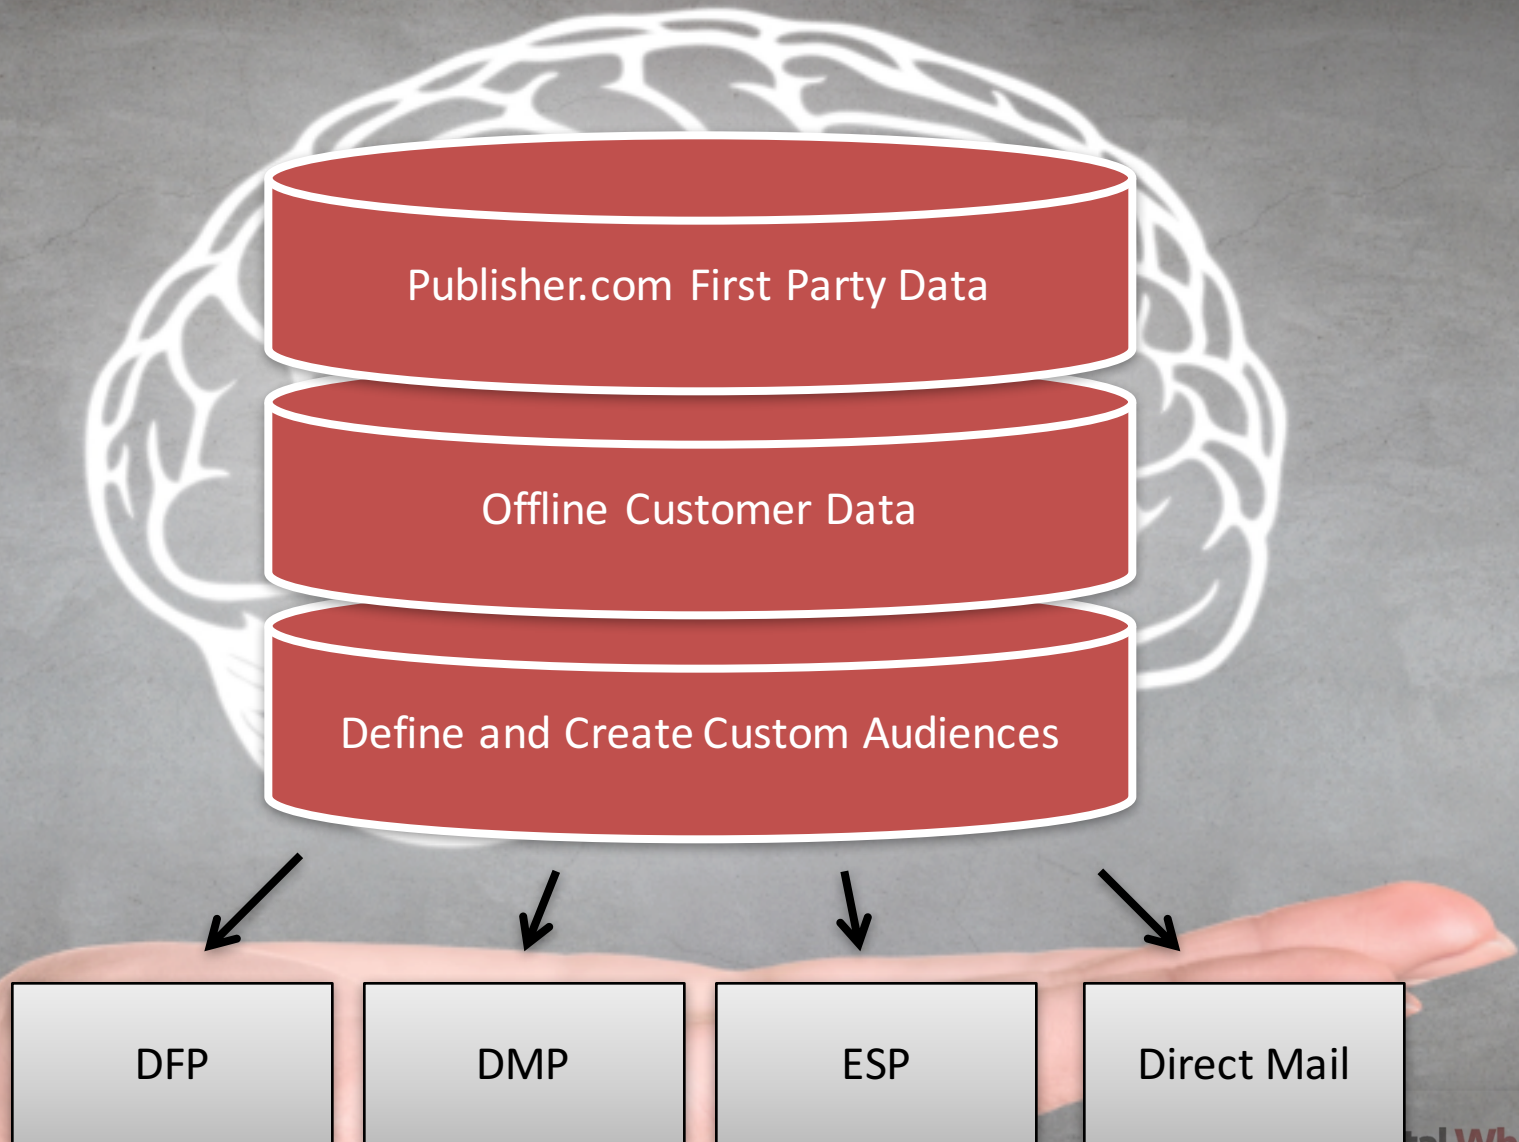 Publisher.com First Party Data
Offline Customer Data
Define and Create Custom Audiences
DFP
DMP
ESP
Direct Mail